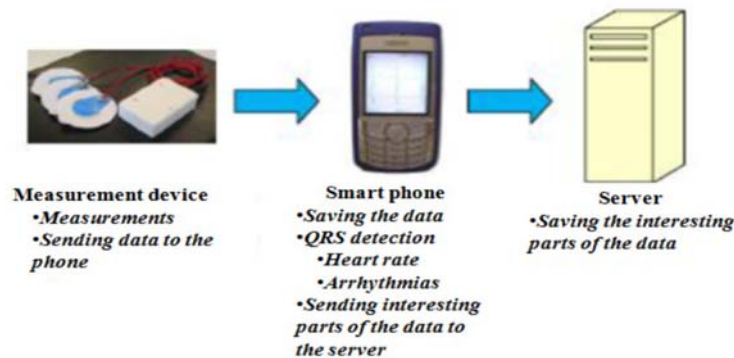 Measurement device
•Measurements
•Sending data to the
phone
Smart phone
•Saving the data
•QRS detection
•Heart rate
•Arrhythmias
•Sending interesting
parts of the data to
the server
Server
•Saving the interesting
parts of the data